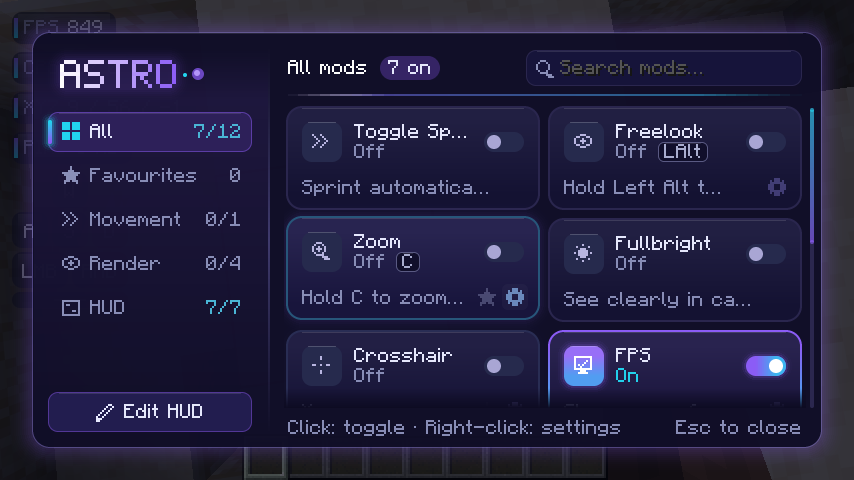 FPS 849
ASTRO
All 7/12
Favourites 0
Movement 0/1
Render 0/4
HUD 7/7
Edit HUD
All mods 7 on
Search mods...
Toggle Sp...
Off
Sprint automatica...
Freelook
Off LAlt
Hold Left Alt t...
Zoom
Off C
Hold C to zoom...
Fullbright
Off
See clearly in ca...
Crosshair
Off
FPS
On
Click: toggle · Right-click: settings
Esc to close